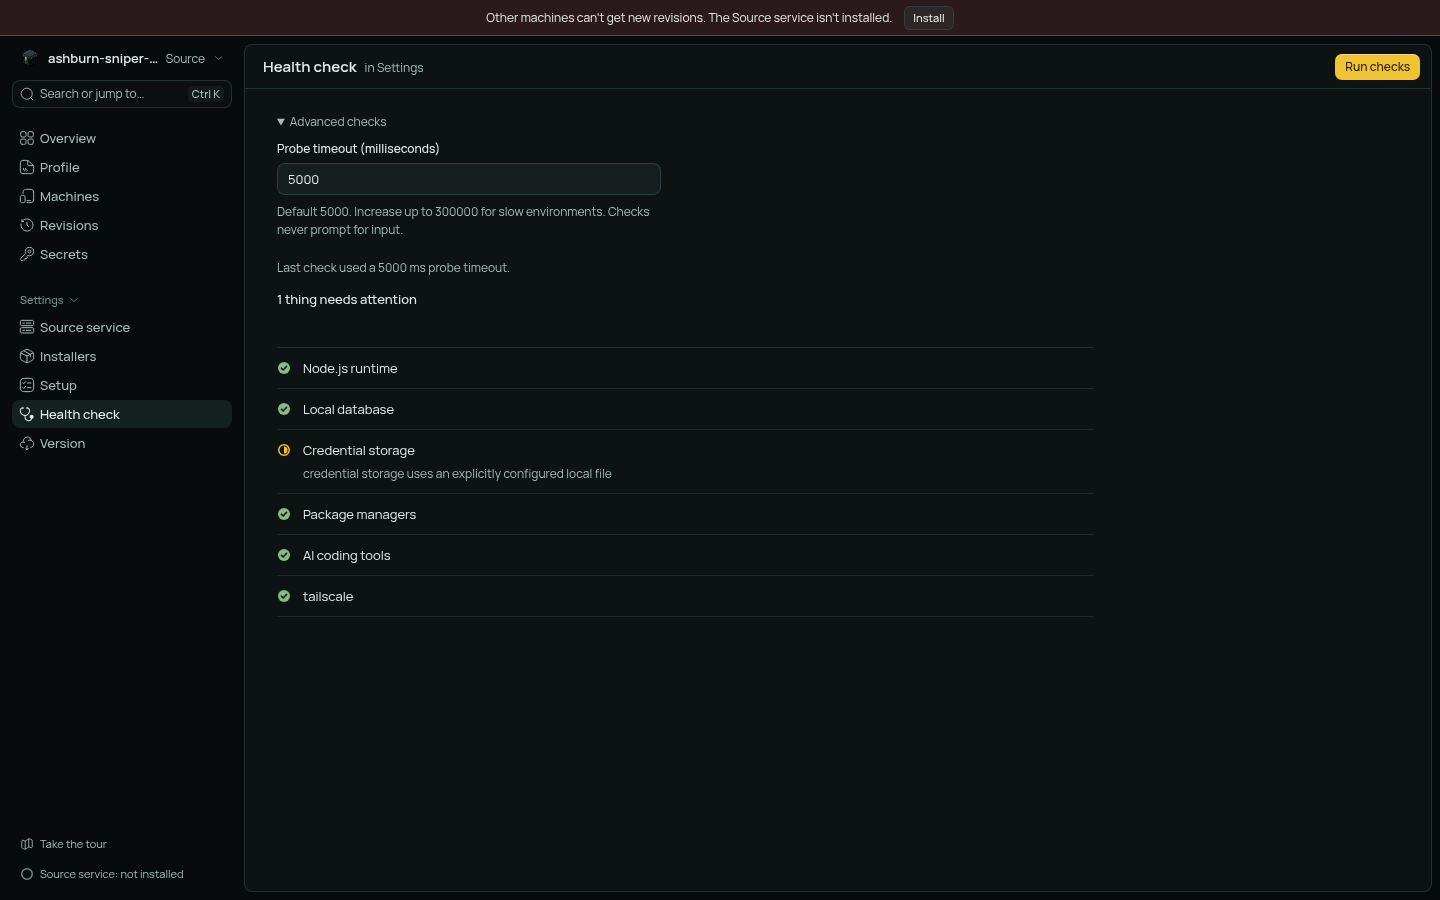 Other machines can't get new revisions. The Source service isn't installed.
Install
ashburn-sniper-... Source
Search or jump to... Ctrl K
Overview
Profile
Machines
Revisions
Secrets
Settings
Source service
Installers
Setup
Health check
Version
Take the tour
Source service: not installed
Health check in Settings
Run checks
Advanced checks
Probe timeout (milliseconds)
5000
Default 5000. Increase up to 300000 for slow environments. Checks
never prompt for input.
Last check used a 5000 ms probe timeout.
1 thing needs attention
Node.js runtime
Local database
Credential storage
credential storage uses an explicitly configured local file
Package managers
AI coding tools
tailscale